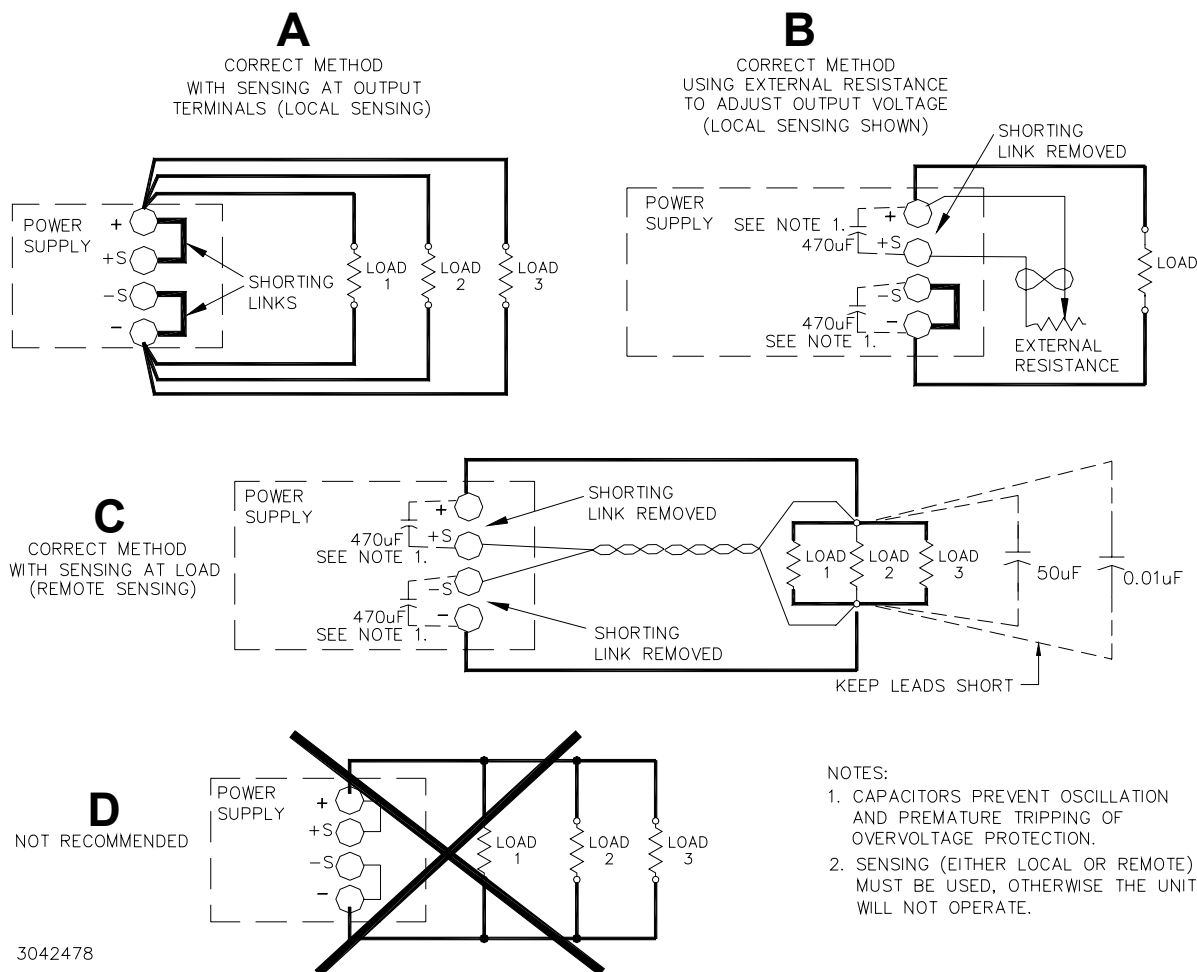 A
CORRECT METHOD
WITH SENSING AT OUTPUT
TERMINALS (LOCAL SENSING)
POWER
SUPPLY
+
+S
-S
-
SHORTING
LINKS
LOAD
1
LOAD
2
LOAD
3
B
CORRECT METHOD
USING EXTERNAL RESISTANCE
TO ADJUST OUTPUT VOLTAGE
(LOCAL SENSING SHOWN)
SHORTING
LINK REMOVED
POWER
SUPPLY
SEE NOTE 1.
470uF
+
+S
-S
-
470uF
SEE NOTE 1.
LOAD
EXTERNAL
RESISTANCE
C
CORRECT METHOD
WITH SENSING AT LOAD
(REMOTE SENSING)
POWER
SUPPLY
+
+S
470uF
SEE NOTE 1.
-S
-
470uF
SEE NOTE 1.
SHORTING
LINK REMOVED
SHORTING
LINK REMOVED
LOAD
1
LOAD
2
LOAD
3
50uF
0.01uF
KEEP LEADS SHORT
D
NOT RECOMMENDED
POWER
SUPPLY
+
+S
-S
-
LOAD
1
LOAD
2
LOAD
3
NOTES:
1. CAPACITORS PREVENT OSCILLATION
AND PREMATURE TRIPPING OF
OVERVOLTAGE PROTECTION.
2. SENSING (EITHER LOCAL OR REMOTE)
MUST BE USED, OTHERWISE THE UNIT
WILL NOT OPERATE.
3042478